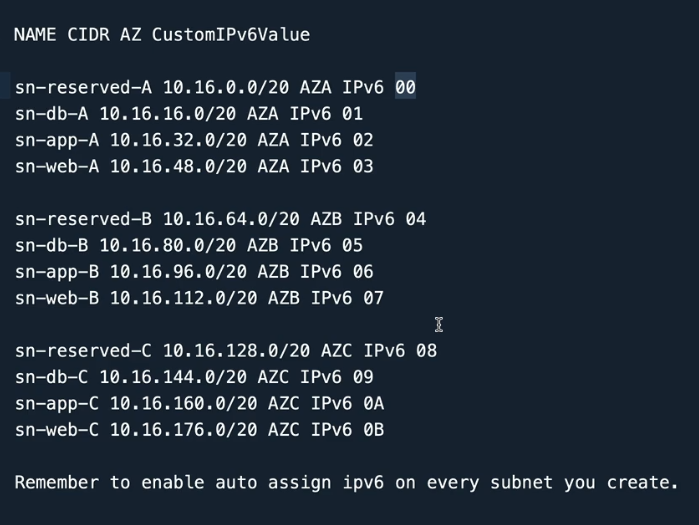 NAME CIDR AZ CustomIPv6Value
sn-reserved-A 10.16.0.0/20 AZA IPv6 00
sn-db-A 10.16.16.0/20 AZA IPv6 01
sn-app-A 10.16.32.0/20 AZA IPv6 02
sn-web-A 10.16.48.0/20 AZA IPv6 03
sn-reserved-B 10.16.64.0/20 AZB IPv6 04
sn-db-B 10.16.80.0/20 AZB IPv6 05
sn-app-B 10.16.96.0/20 AZB IPv6 06
sn-web-B 10.16.112.0/20 AZB IPv6 07
sn-reserved-C 10.16.128.0/20 AZC IPv6 08
sn-db-C 10.16.144.0/20 AZC IPv6 09
sn-app-C 10.16.160.0/20 AZC IPv6 0A
sn-web-C 10.16.176.0/20 AZC IPv6 0B
Remember to enable auto assign ipv6 on every subnet you create.